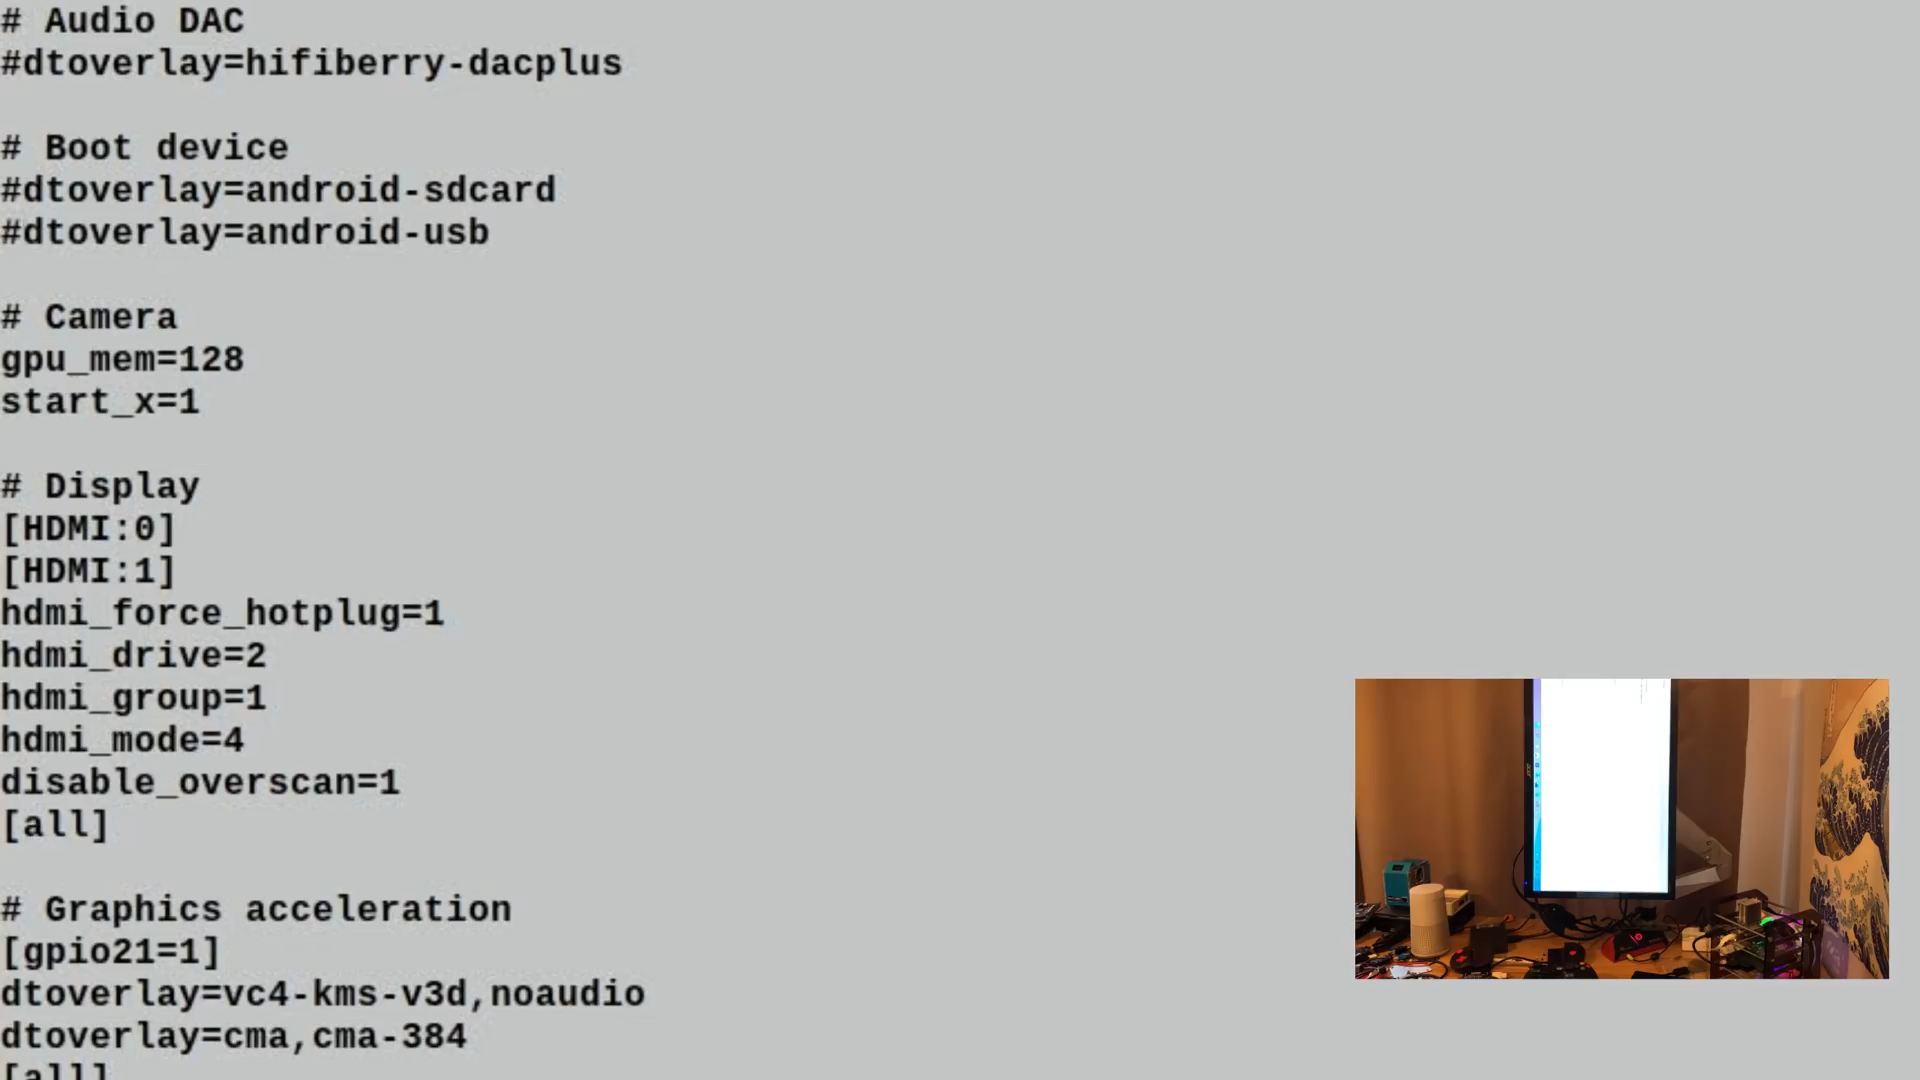 # Audio DAC
#dtoverlay=hifiberry-dacplus
# Boot device
#dtoverlay=android-sdcard
#dtoverlay=android-usb
# Camera
gpu_mem=128
start_x=1
# Display
[HDMI:0]
[HDMI:1]
hdmi_force_hotplug=1
hdmi_drive=2
hdmi_group=1
hdmi_mode=4
disable_overscan=1
[all]
# Graphics acceleration
[gpio21=1]
dtoverlay=vc4-kms-v3d,noaudio
dtoverlay=cma,cma-384
[all]